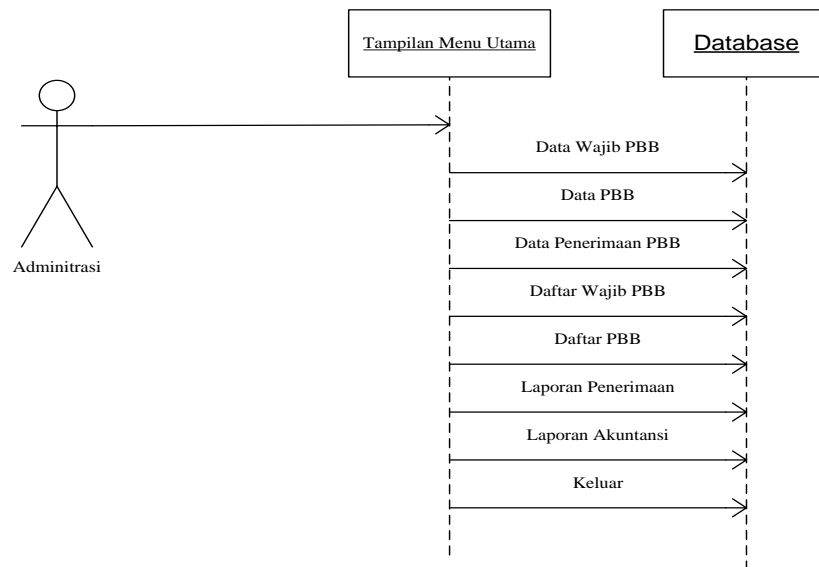 Tampilan Menu Utama
Database
Data Wajib PBB
Data PBB
Data Penerimaan PBB
Adminitrasi
Daftar Wajib PBB
Daftar PBB
Laporan Penerimaan
Laporan Akuntansi
Keluar